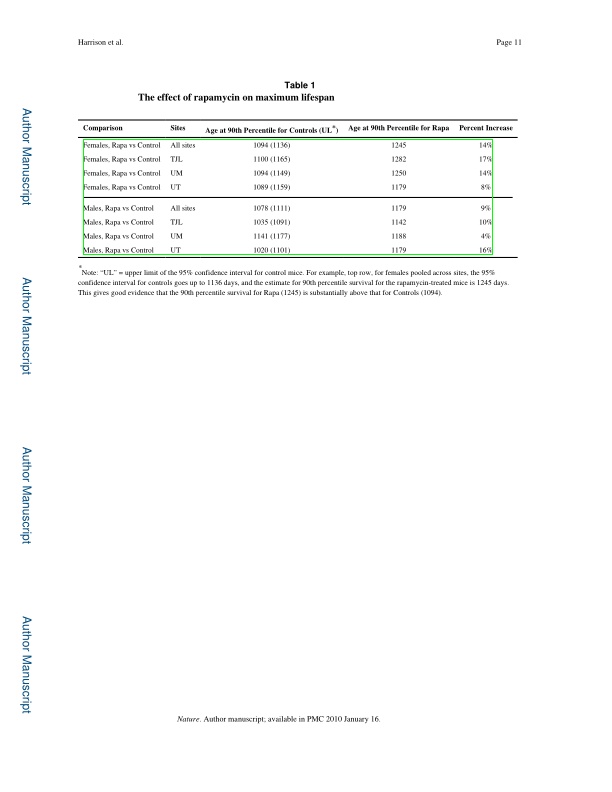 Harrison et al. Page 11
Table 1
The effect of rapamycin on maximum lifespan
Comparison Sites Age at 90th Percentile for Controls (UL*) Age at 90th Percentile for Rapa Percent Increase
Females, Rapa vs Control All sites 1094 (1136) 1245 14%
Females, Rapa vs Control TJL 1100 (1165) 1282 17%
Females, Rapa vs Control UM 1094 (1149) 1250 14%
Females, Rapa vs Control UT 1089 (1159) 1179 8%
Males, Rapa vs Control All sites 1078 (1111) 1179 9%
Males, Rapa vs Control TJL 1035 (1091) 1142 10%
Males, Rapa vs Control UM 1141 (1177) 1188 4%
Males, Rapa vs Control UT 1020 (1101) 1179 16%
*Note: “UL” = upper limit of the 95% confidence interval for control mice. For example, top row, for females pooled across sites, the 95%
confidence interval for controls goes up to 1136 days, and the estimate for 90th percentile survival for the rapamycin-treated mice is 1245 days.
This gives good evidence that the 90th percentile survival for Rapa (1245) is substantially above that for Controls (1094).
Nature. Author manuscript; available in PMC 2010 January 16.
Author Manuscript
Author Manuscript
Author Manuscript
Author Manuscript